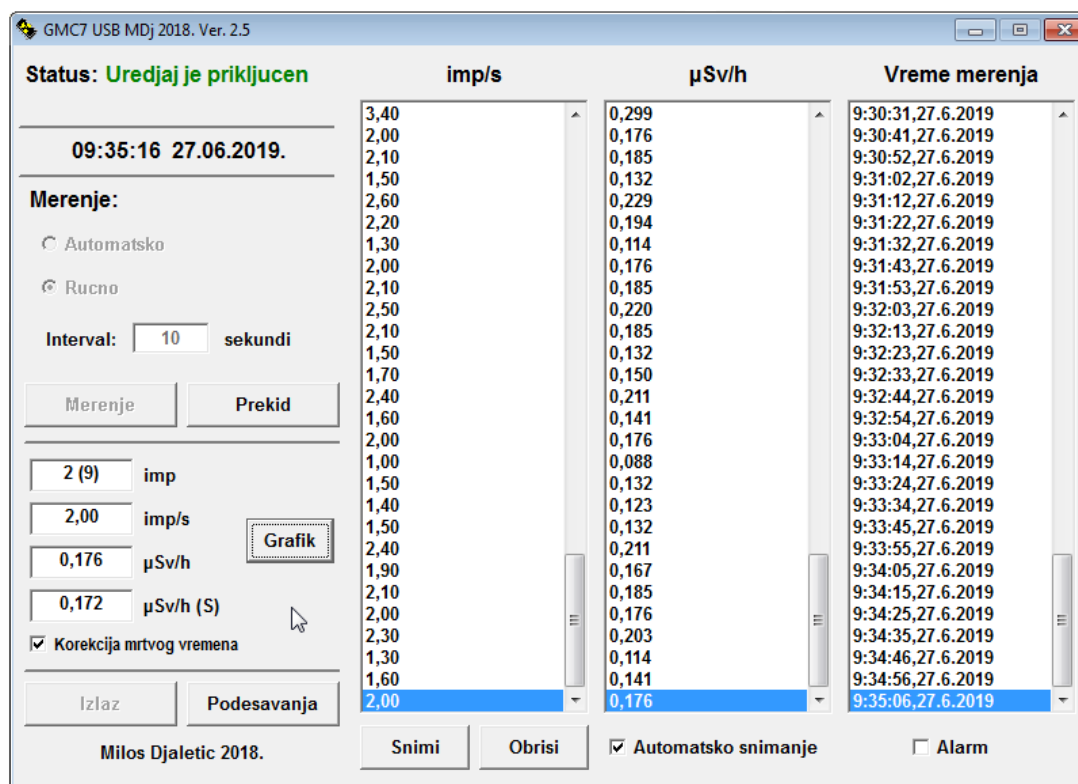 GMC7 USB MDj 2018. Ver. 2.5
Status: Uredjaj je prikljucen
09:35:16 27.06.2019.
Merenje:
Automatsko
Rucno
Interval: 10 sekundi
Merenje Prekid
2 (9) imp
2,00 imp/s
Grafik
0,176 µSv/h
0,172 µSv/h (S)
Korekcija mrtvog vremena
Izlaz Podesavanja
Milos Djaletic 2018.
imp/s µSv/h Vreme merenja
3,40 0,299 9:30:31,27.6.2019
2,00 0,176 9:30:41,27.6.2019
2,10 0,185 9:30:52,27.6.2019
1,50 0,132 9:31:02,27.6.2019
2,60 0,229 9:31:12,27.6.2019
2,20 0,194 9:31:22,27.6.2019
1,30 0,114 9:31:32,27.6.2019
2,00 0,176 9:31:43,27.6.2019
2,10 0,185 9:31:53,27.6.2019
2,50 0,220 9:32:03,27.6.2019
2,10 0,185 9:32:13,27.6.2019
1,50 0,132 9:32:23,27.6.2019
1,70 0,150 9:32:33,27.6.2019
2,40 0,211 9:32:44,27.6.2019
1,60 0,141 9:32:54,27.6.2019
2,00 0,176 9:33:04,27.6.2019
1,00 0,088 9:33:14,27.6.2019
1,50 0,132 9:33:24,27.6.2019
1,40 0,123 9:33:34,27.6.2019
1,50 0,132 9:33:45,27.6.2019
2,40 0,211 9:33:55,27.6.2019
1,90 0,167 9:34:05,27.6.2019
2,10 0,185 9:34:15,27.6.2019
2,00 0,176 9:34:25,27.6.2019
2,30 0,203 9:34:35,27.6.2019
1,30 0,114 9:34:46,27.6.2019
1,60 0,141 9:34:56,27.6.2019
2,00 0,176 9:35:06,27.6.2019
Snimi Obrisi Automatsko snimanje Alarm